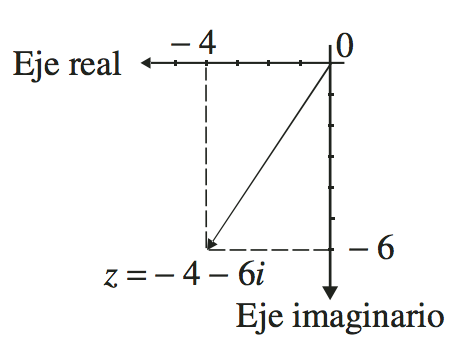 − 4
0
Eje real
− 6
z = − 4 − 6i
Eje imaginario